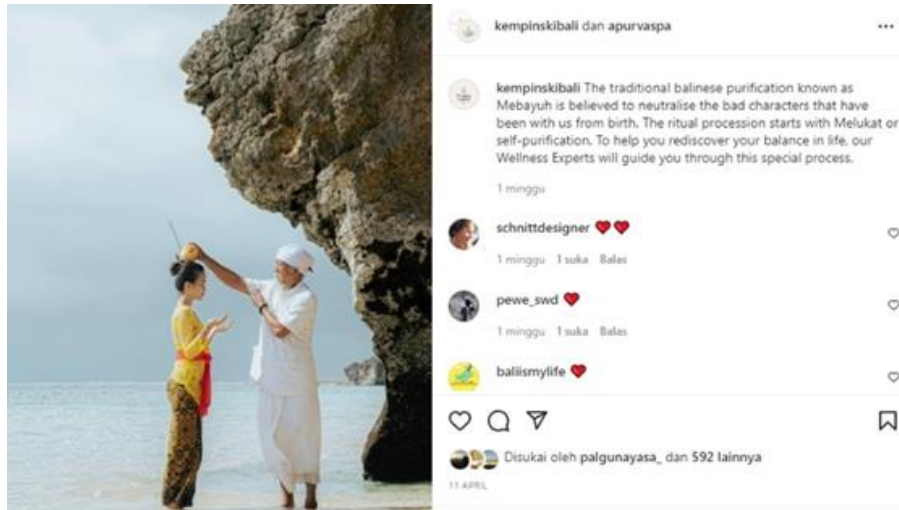 kempinskibali dan apurvaspa
kempinskibali The traditional balinese purification known as
Mebayuh is believed to neutralise the bad characters that have
been with us from birth. The ritual procession starts with Melukat or
self-purification. To help you rediscover your balance in life, our
Wellness Experts will guide you through this special process.
1 minggu
schnittdesigner ❤️❤️
1 minggu 1 suka Balas
pewe_swd ❤️
1 minggu 1 suka Balas
baliismylife ❤️
Disukai oleh palgunayasa_ dan 592 lainnya
11 APRIL